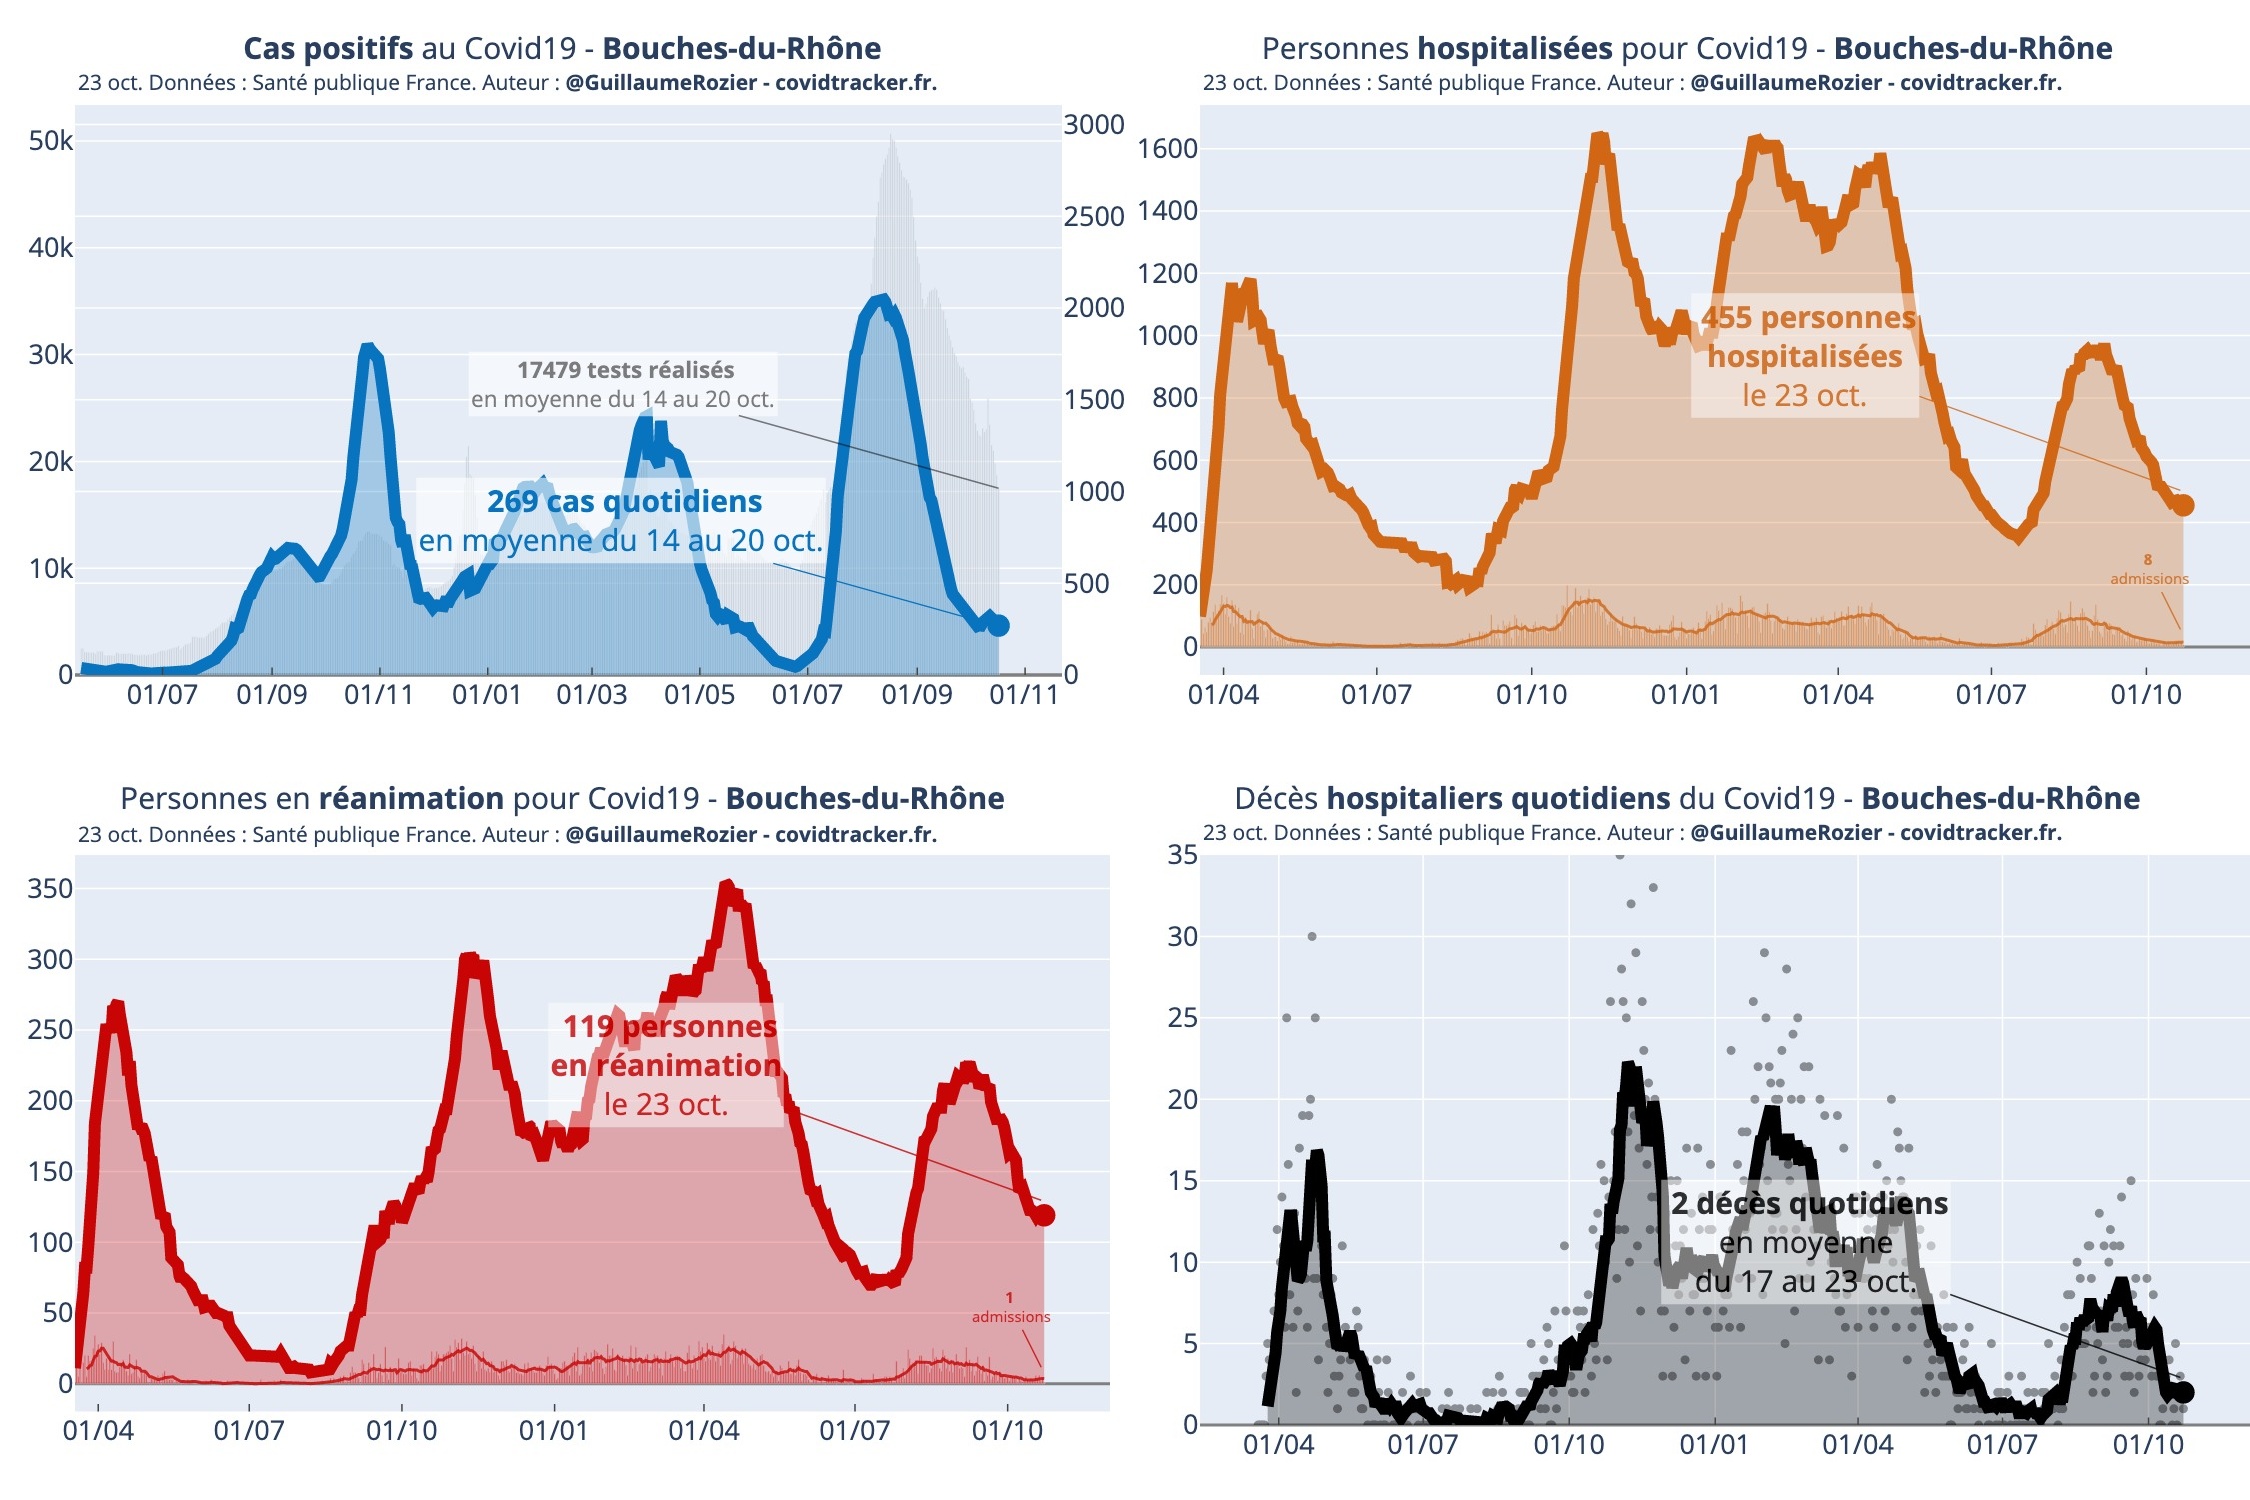 Cas positifs au Covid19 - Bouches-du-Rhône
23 oct. Données : Santé publique France. Auteur : @GuillaumeRozier - covidtracker.fr.
50k
40k
30k
20k
10k
0
3000
2500
2000
1500
1000
500
0
17479 tests réalisés
en moyenne du 14 au 20 oct.
269 cas quotidiens
en moyenne du 14 au 20 oct.
01/07 01/09 01/11 01/01 01/03 01/05 01/07 01/09 01/11
Personnes hospitalisées pour Covid19 - Bouches-du-Rhône
23 oct. Données : Santé publique France. Auteur : @GuillaumeRozier - covidtracker.fr.
1600
1400
1200
1000
800
600
400
200
0
455 personnes
hospitalisées
le 23 oct.
8
admissions
01/04 01/07 01/10 01/01 01/04 01/07 01/10
Personnes en réanimation pour Covid19 - Bouches-du-Rhône
23 oct. Données : Santé publique France. Auteur : @GuillaumeRozier - covidtracker.fr.
350
300
250
200
150
100
50
0
119 personnes
en réanimation
le 23 oct.
1
admissions
01/04 01/07 01/10 01/01 01/04 01/07 01/10
Décès hospitaliers quotidiens du Covid19 - Bouches-du-Rhône
23 oct. Données : Santé publique France. Auteur : @GuillaumeRozier - covidtracker.fr.
35
30
25
20
15
10
5
0
2 décès quotidiens
en moyenne
du 17 au 23 oct.
01/04 01/07 01/10 01/01 01/04 01/07 01/10